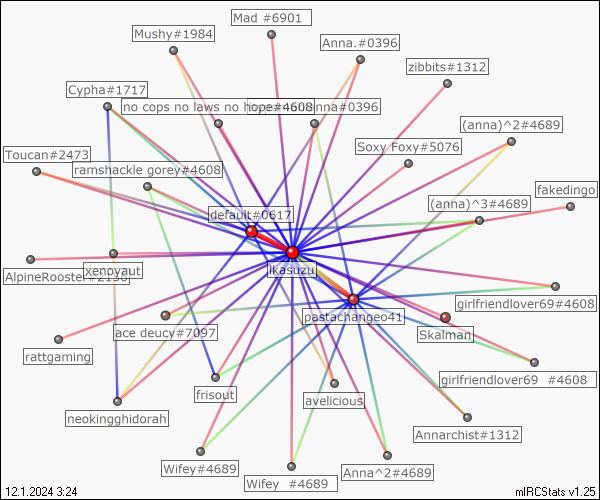 Mad #6901
Mushy#1984
Anna.#0396
zibbits#1312
Cypha#1717
no cops no laws no hope#4608
anna#0396
(anna)^2#4689
Toucan#2473
Soxy Foxy#5076
ramshackle gorey#4608
fakedingo
(anna)^3#4689
default#0617
xenoyaut
ikasuzu
AlpineRooster#
girlfriendlover69#4608
pastachangeo41
ace deucy#7097
Skalman
rattgaming
girlfriendlover69 #4608
frisout
avelicious
neokingghidorah
Annarchist#1312
Wifey#4689
Anna^2#4689
Wifey #4689
12.1.2024 3:24
mIRCStats v1.25